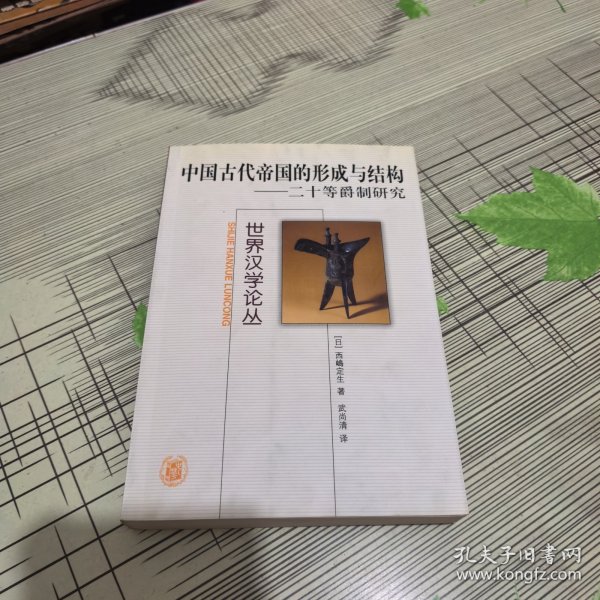 中国古代帝国的形成与结构
——二十等爵制研究
世界汉学论丛
SHIJIE HANXUE LUNCONG
[日] 西嶋定生 著
武尚清 译
孔夫子旧书网
www.kongfz.com